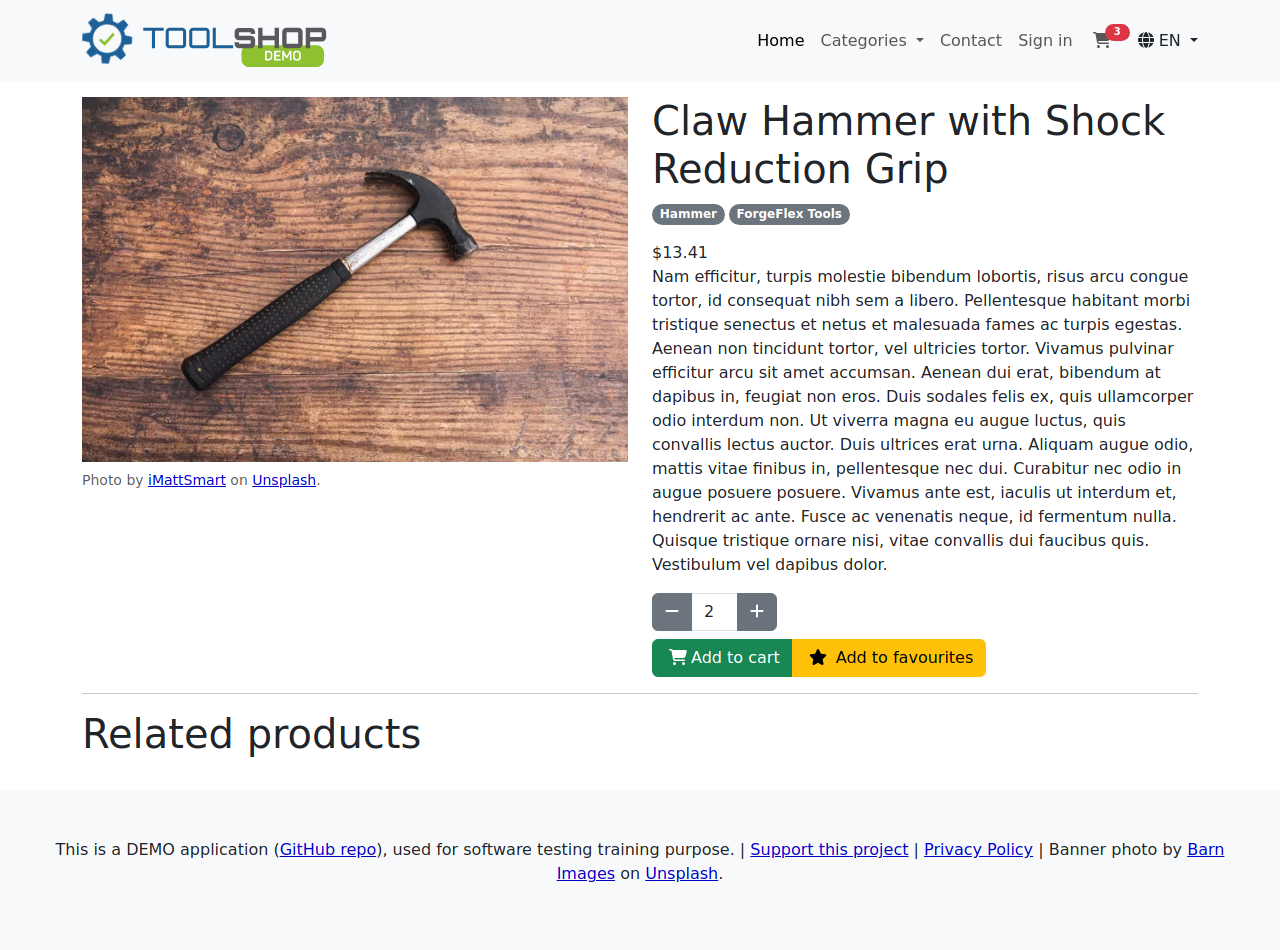 TOOLSHOP
DEMO
Home
Categories
Contact
Sign in
3
EN
Claw Hammer with Shock
Reduction Grip
Hammer
ForgeFlex Tools
$13.41
Nam efficitur, turpis molestie bibendum lobortis, risus arcu congue
tortor, id consequat nibh sem a libero. Pellentesque habitant morbi
tristique senectus et netus et malesuada fames ac turpis egestas.
Aenean non tincidunt tortor, vel ultricies tortor. Vivamus pulvinar
efficitur arcu sit amet accumsan. Aenean dui erat, bibendum at
dapibus in, feugiat non eros. Duis sodales felis ex, quis ullamcorper
odio interdum non. Ut viverra magna eu augue luctus, quis
convallis lectus auctor. Duis ultrices erat urna. Aliquam augue odio,
mattis vitae finibus in, pellentesque nec dui. Curabitur nec odio in
augue posuere posuere. Vivamus ante est, iaculis ut interdum et,
hendrerit ac ante. Fusce ac venenatis neque, id fermentum nulla.
Quisque tristique ornare nisi, vitae convallis dui faucibus quis.
Vestibulum vel dapibus dolor.
Photo by iMattSmart on Unsplash.
2
Add to cart
Add to favourites
Related products
This is a DEMO application (GitHub repo), used for software testing training purpose. | Support this project | Privacy Policy | Banner photo by Barn
Images on Unsplash.